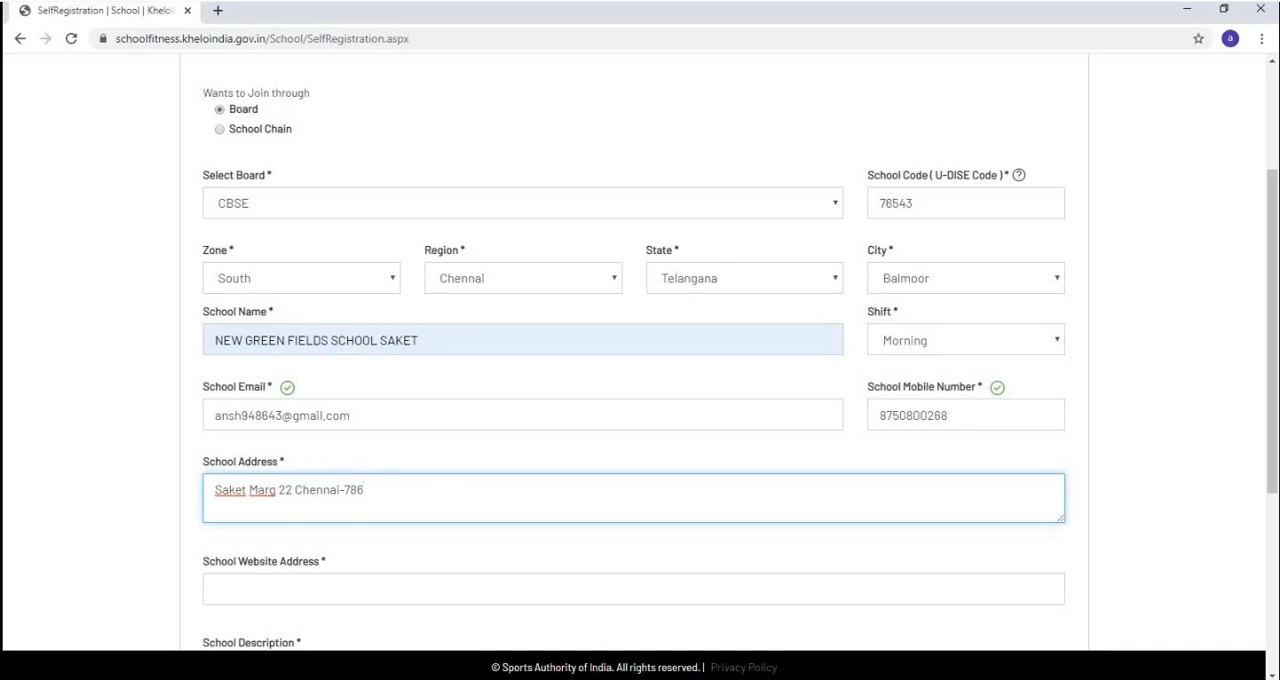 SelfRegistration | School | Khelo
schoolfitness.kheloindia.gov.in/School/SelfRegistration.aspx
a
Wants to Join through
Board
School Chain
Select Board *
School Code ( U-DISE Code ) * ?
CBSE
76543
Zone *
Region *
State *
City *
South
Chennai
Telangana
Balmoor
School Name *
Shift *
NEW GREEN FIELDS SCHOOL SAKET
Morning
School Email *
School Mobile Number *
ansh948643@gmail.com
8750800268
School Address *
Saket Marg 22 Chennai-786
School Website Address *
School Description *
© Sports Authority of India. All rights reserved. | Privacy Policy